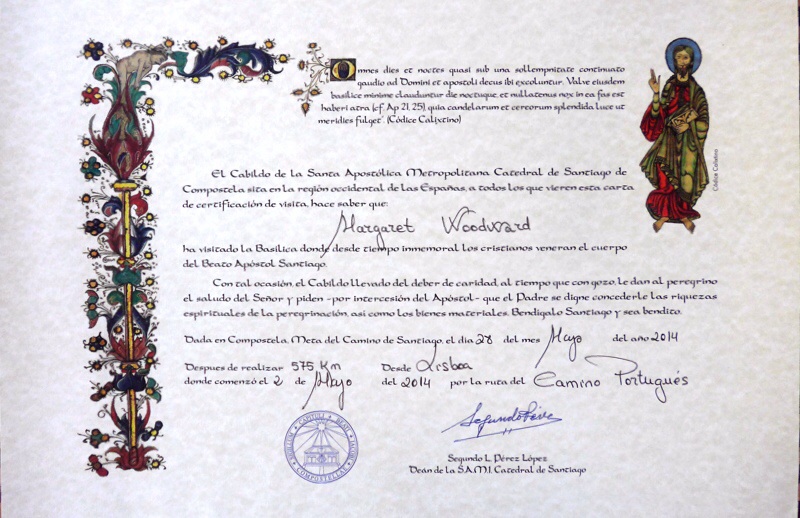 Omnes dies et noctes quasi sub una sollempnitate continuato
gaudio ad Domini et apostoli decus ibi excoluntur. Valve eiusdem
basilice minime clauduntur die noctuque, et nullatenus nox in ea fas est
haberi atra (cf. Ap 21, 25), quia candelarum et cereorum splendida luce ut
meridies fulget". (Códice Calixtino)
Códice Calixtino
El Cabildo de la Santa Apostólica Metropolitana Catedral de Santiago de
Compostela sita en la región occidental de las Españas, a todos los que vieren esta carta
de certificación de visita, hace saber que:
Margaret Woodward
ha visitado la Basílica donde desde tiempo inmemorial los cristianos veneran el cuerpo
del Beato Apóstol Santiago.
Con tal ocasión, el Cabildo llevado del deber de caridad, al tiempo que con gozo, le dan al peregrino
el saludo del Señor y piden -por intercesión del Apóstol- que el Padre se digne concederle las riquezas
espirituales de la peregrinación, así como los bienes materiales. Bendígalo Santiago y sea bendito.
Dada en Compostela, Meta del Camino de Santiago, el día 28 del mes Mayo del año 2014
Despues de realizar 575 Km Desde Lisboa
donde comenzó el 2 de Mayo del 2014 por la ruta del Camino Portugués
SIGILLUM CAPITULI BEATI IACOBI COMPOSTELLAE
Segundo Pérez
Segundo L. Pérez López
Deán de la S.A.M.I. Catedral de Santiago